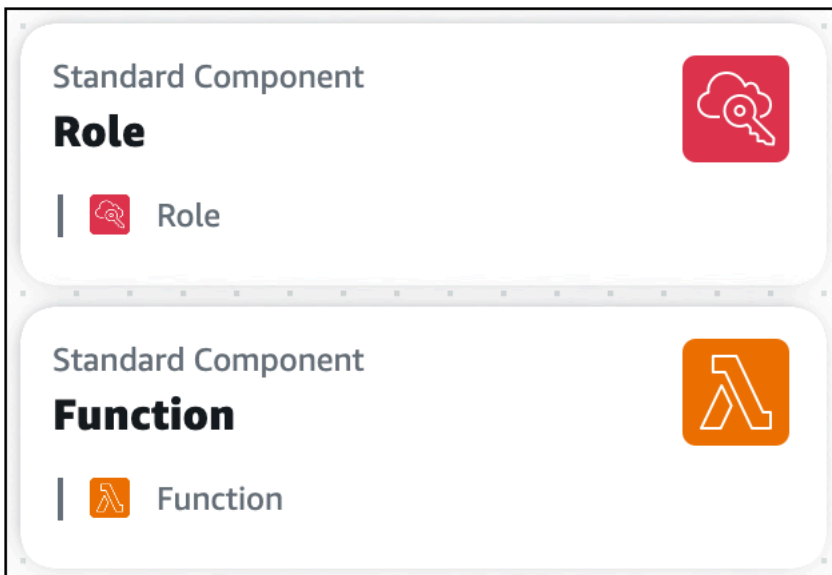 Standard Component
Role
Role
Standard Component
Function
Function